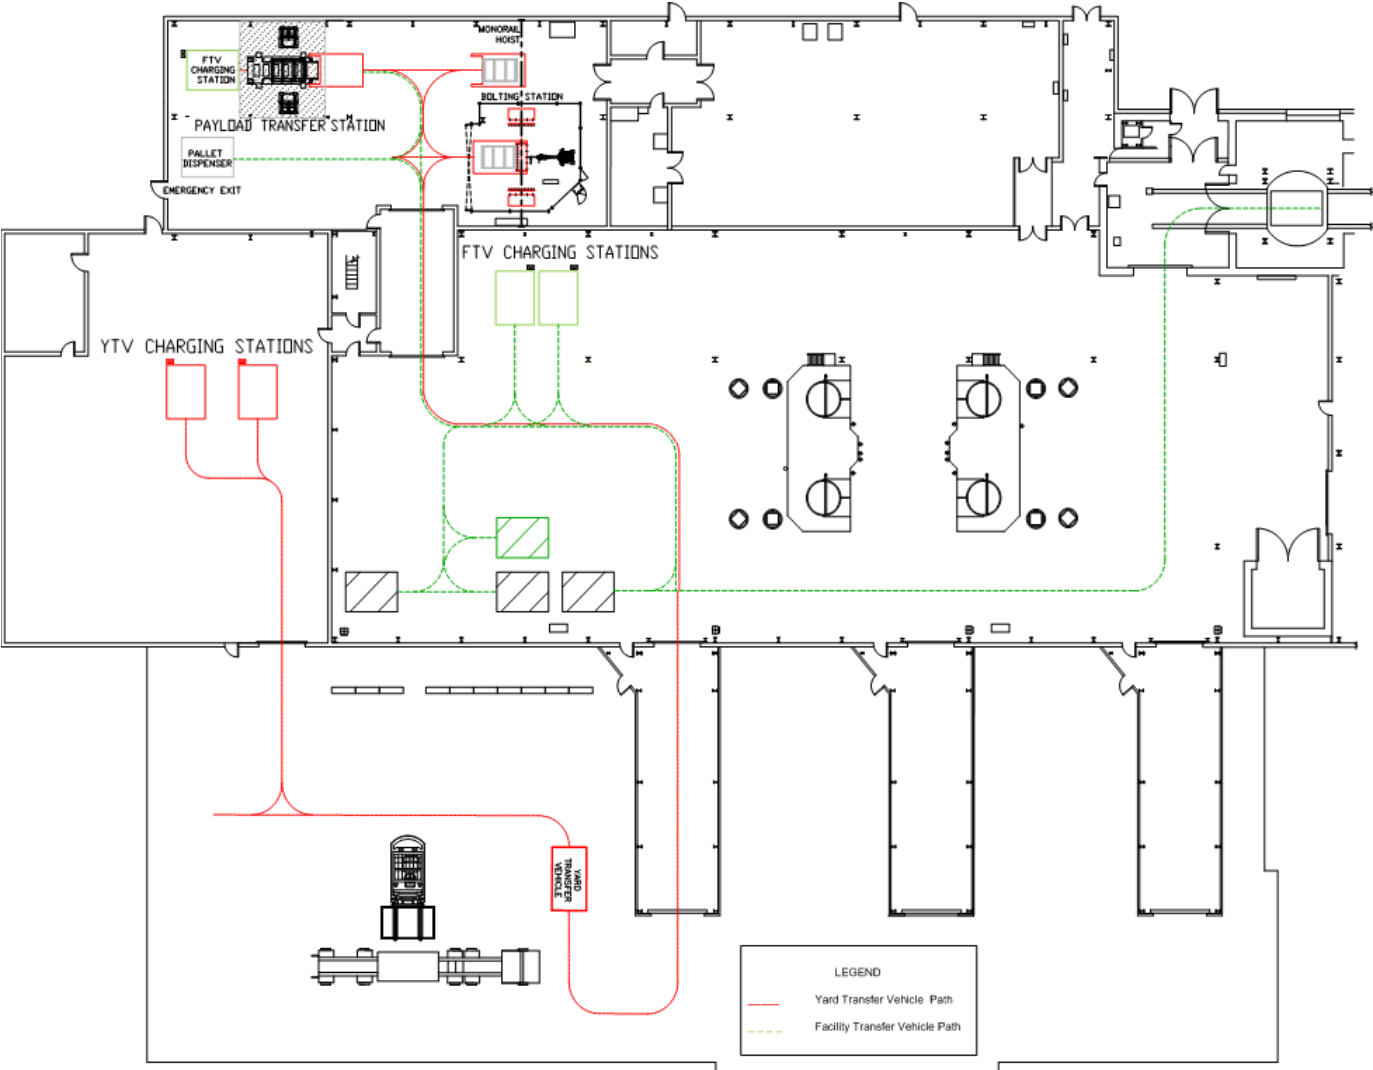 MONORAIL
HOIST
FTV
CHARGING
STATION
BOLTING STATION
PAYLOAD TRANSFER STATION
PALLET
DISPENSER
EMERGENCY EXIT
FTV CHARGING STATIONS
YTV CHARGING STATIONS
YARD
TRANSFER
VEHICLE
LEGEND
Yard Transfer Vehicle Path
Facility Transfer Vehicle Path